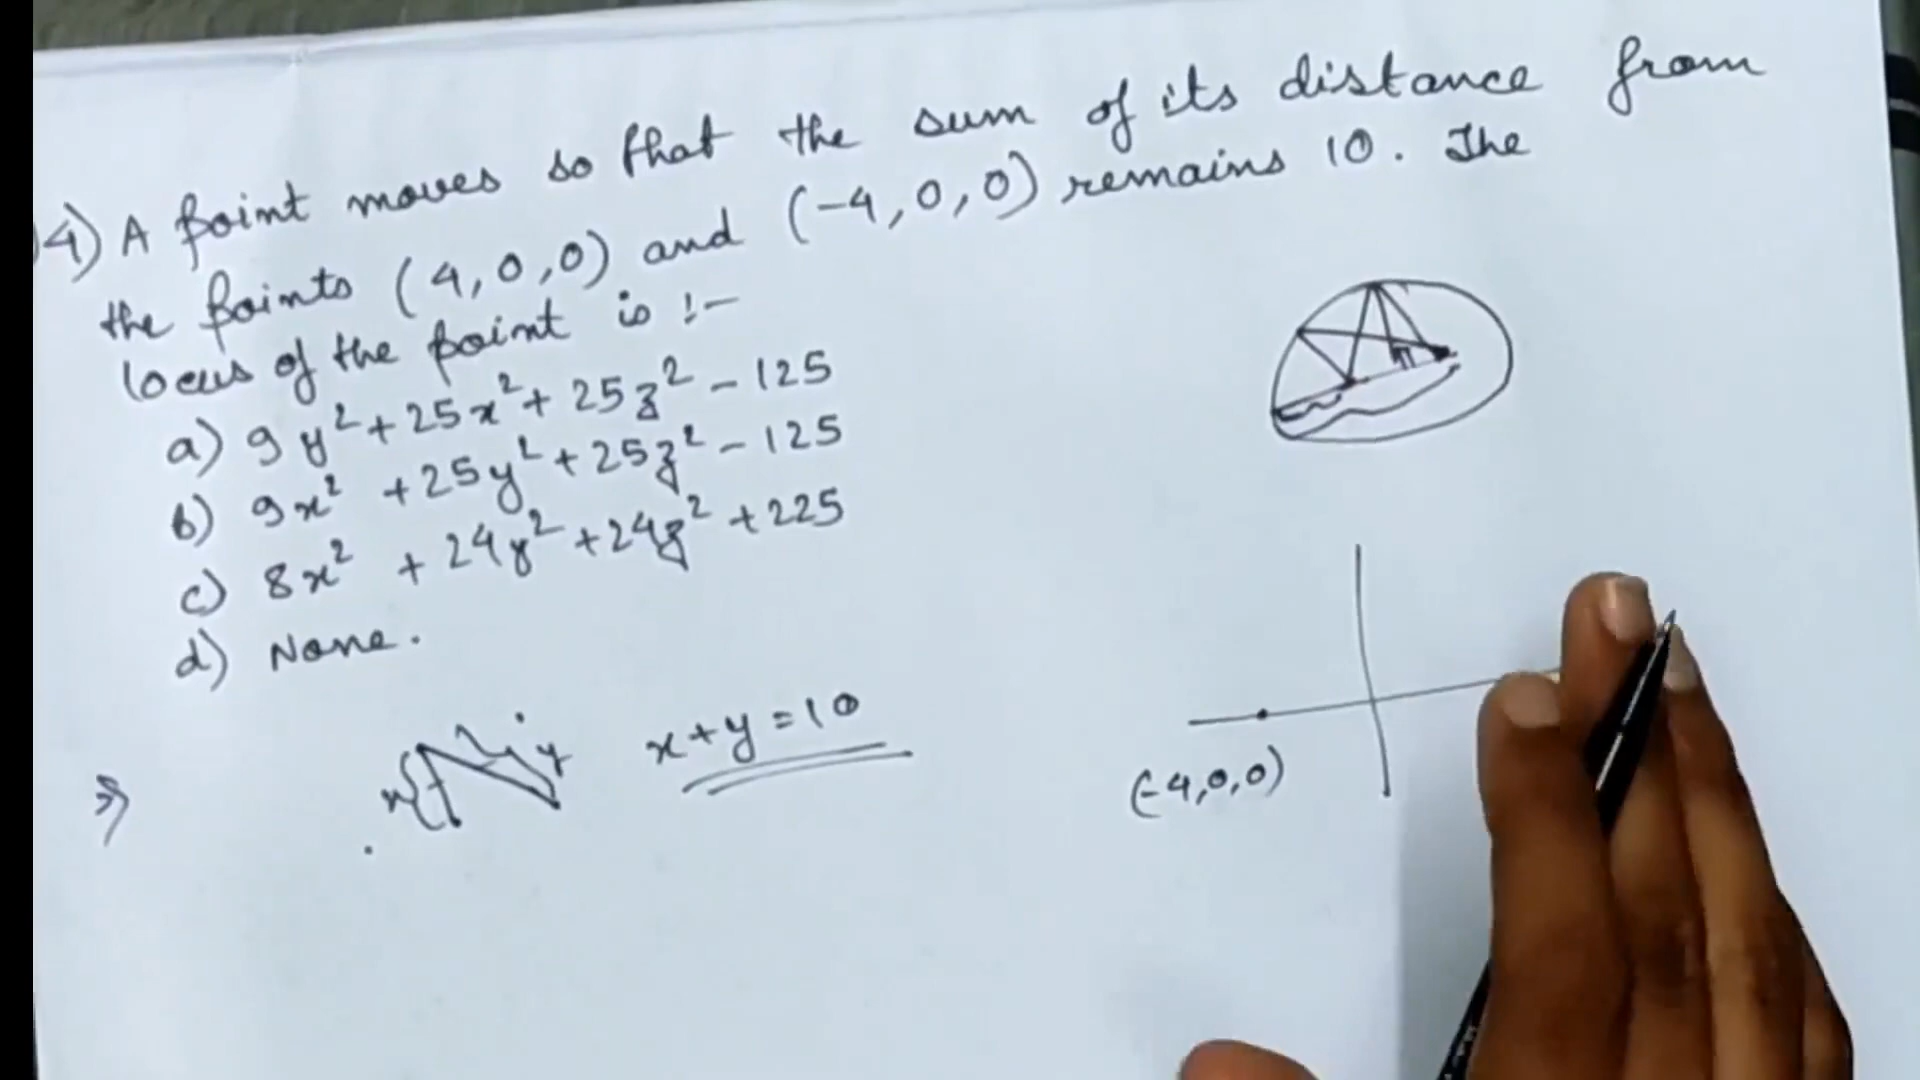 4) A point moves so that the sum of its distance from
the points (4,0,0) and (-4,0,0) remains 10. The
locus of the point is :-
a) 9y² + 25x² + 25z² - 125
b) 9x² + 25y² + 25z² - 125
c) 8x² + 24y² + 24z² + 225
d) None.
⇒ x y x+y=10
(-4,0,0)